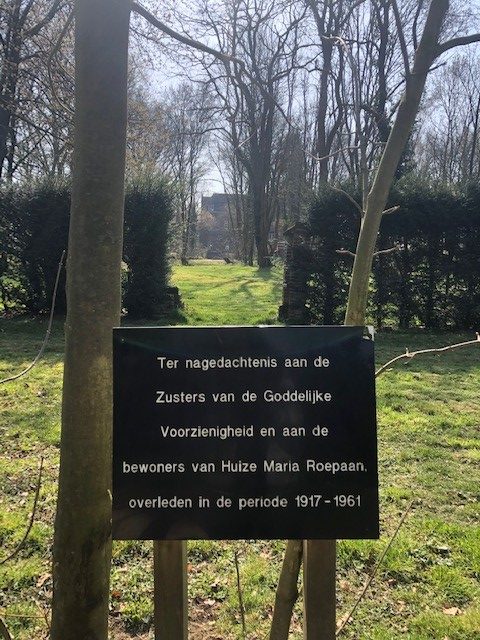 Ter nagedachtenis aan de
Zusters van de Goddelijke
Voorzienigheid en aan de
bewoners van Huize Maria Roepaan,
overleden in de periode 1917-1961